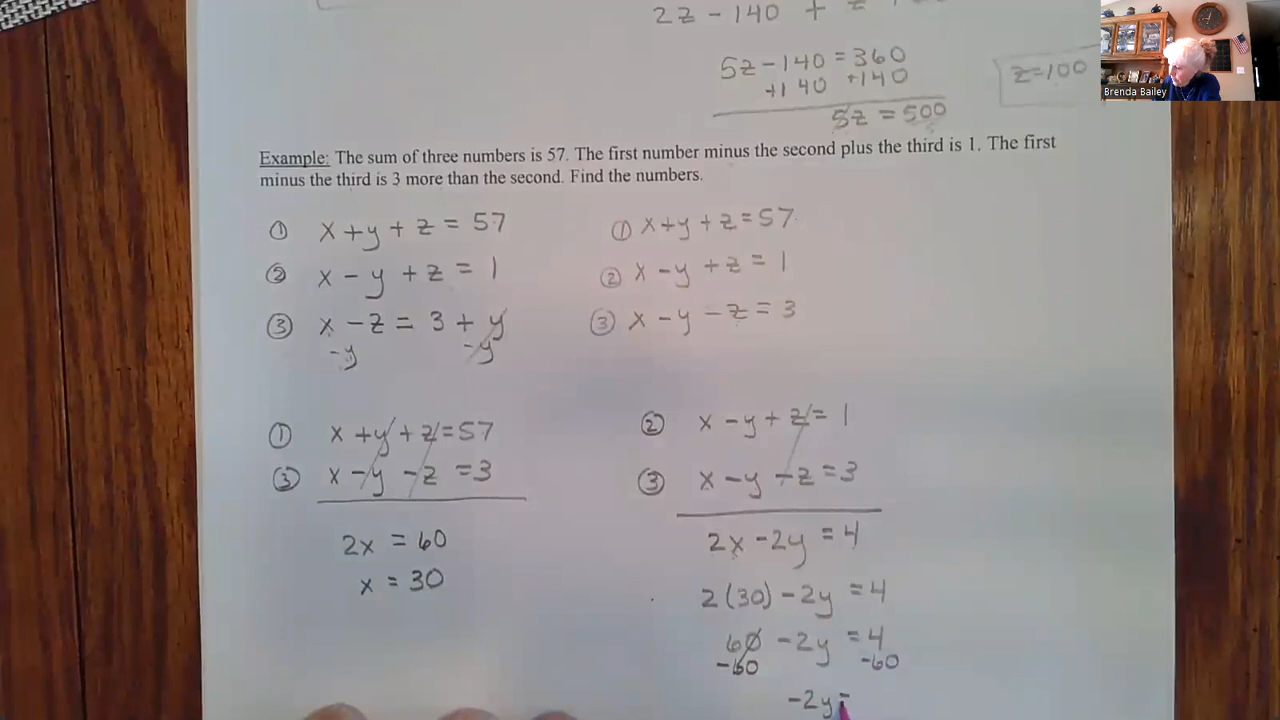 2z - 140 + z
5z - 140 = 360
+140 +140
5z = 500
z=100
Brenda Bailey
Example: The sum of three numbers is 57. The first number minus the second plus the third is 1. The first
minus the third is 3 more than the second. Find the numbers.
① x + y + z = 57
② x - y + z = 1
③ x - z = 3 + y
-y -y
① x + y + z = 57
② x - y + z = 1
③ x - y - z = 3
① x + y + z = 57
③ x - y - z = 3
2x = 60
x = 30
② x - y + z = 1
③ x - y - z = 3
2x - 2y = 4
2(30) - 2y = 4
60 - 2y = 4
-60 -60
-2y =